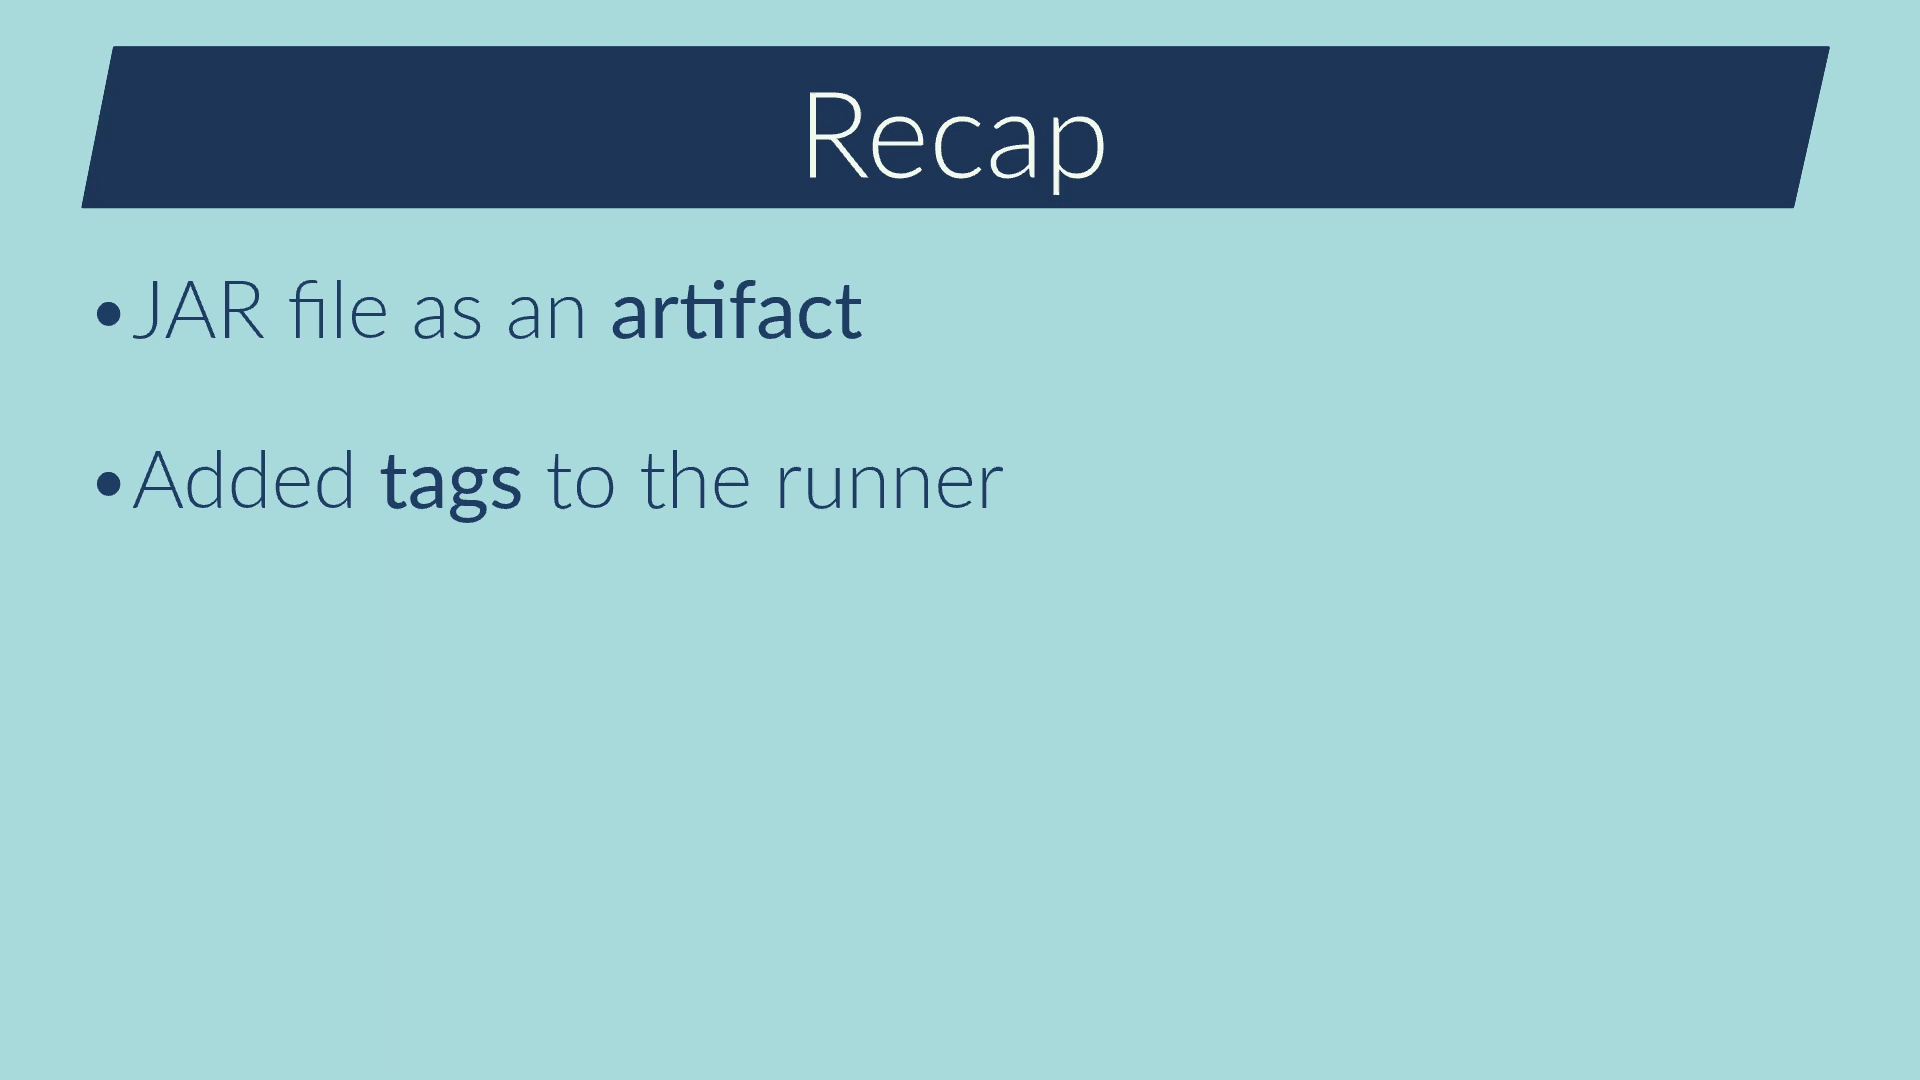 Recap
•JAR file as an artifact
•Added tags to the runner